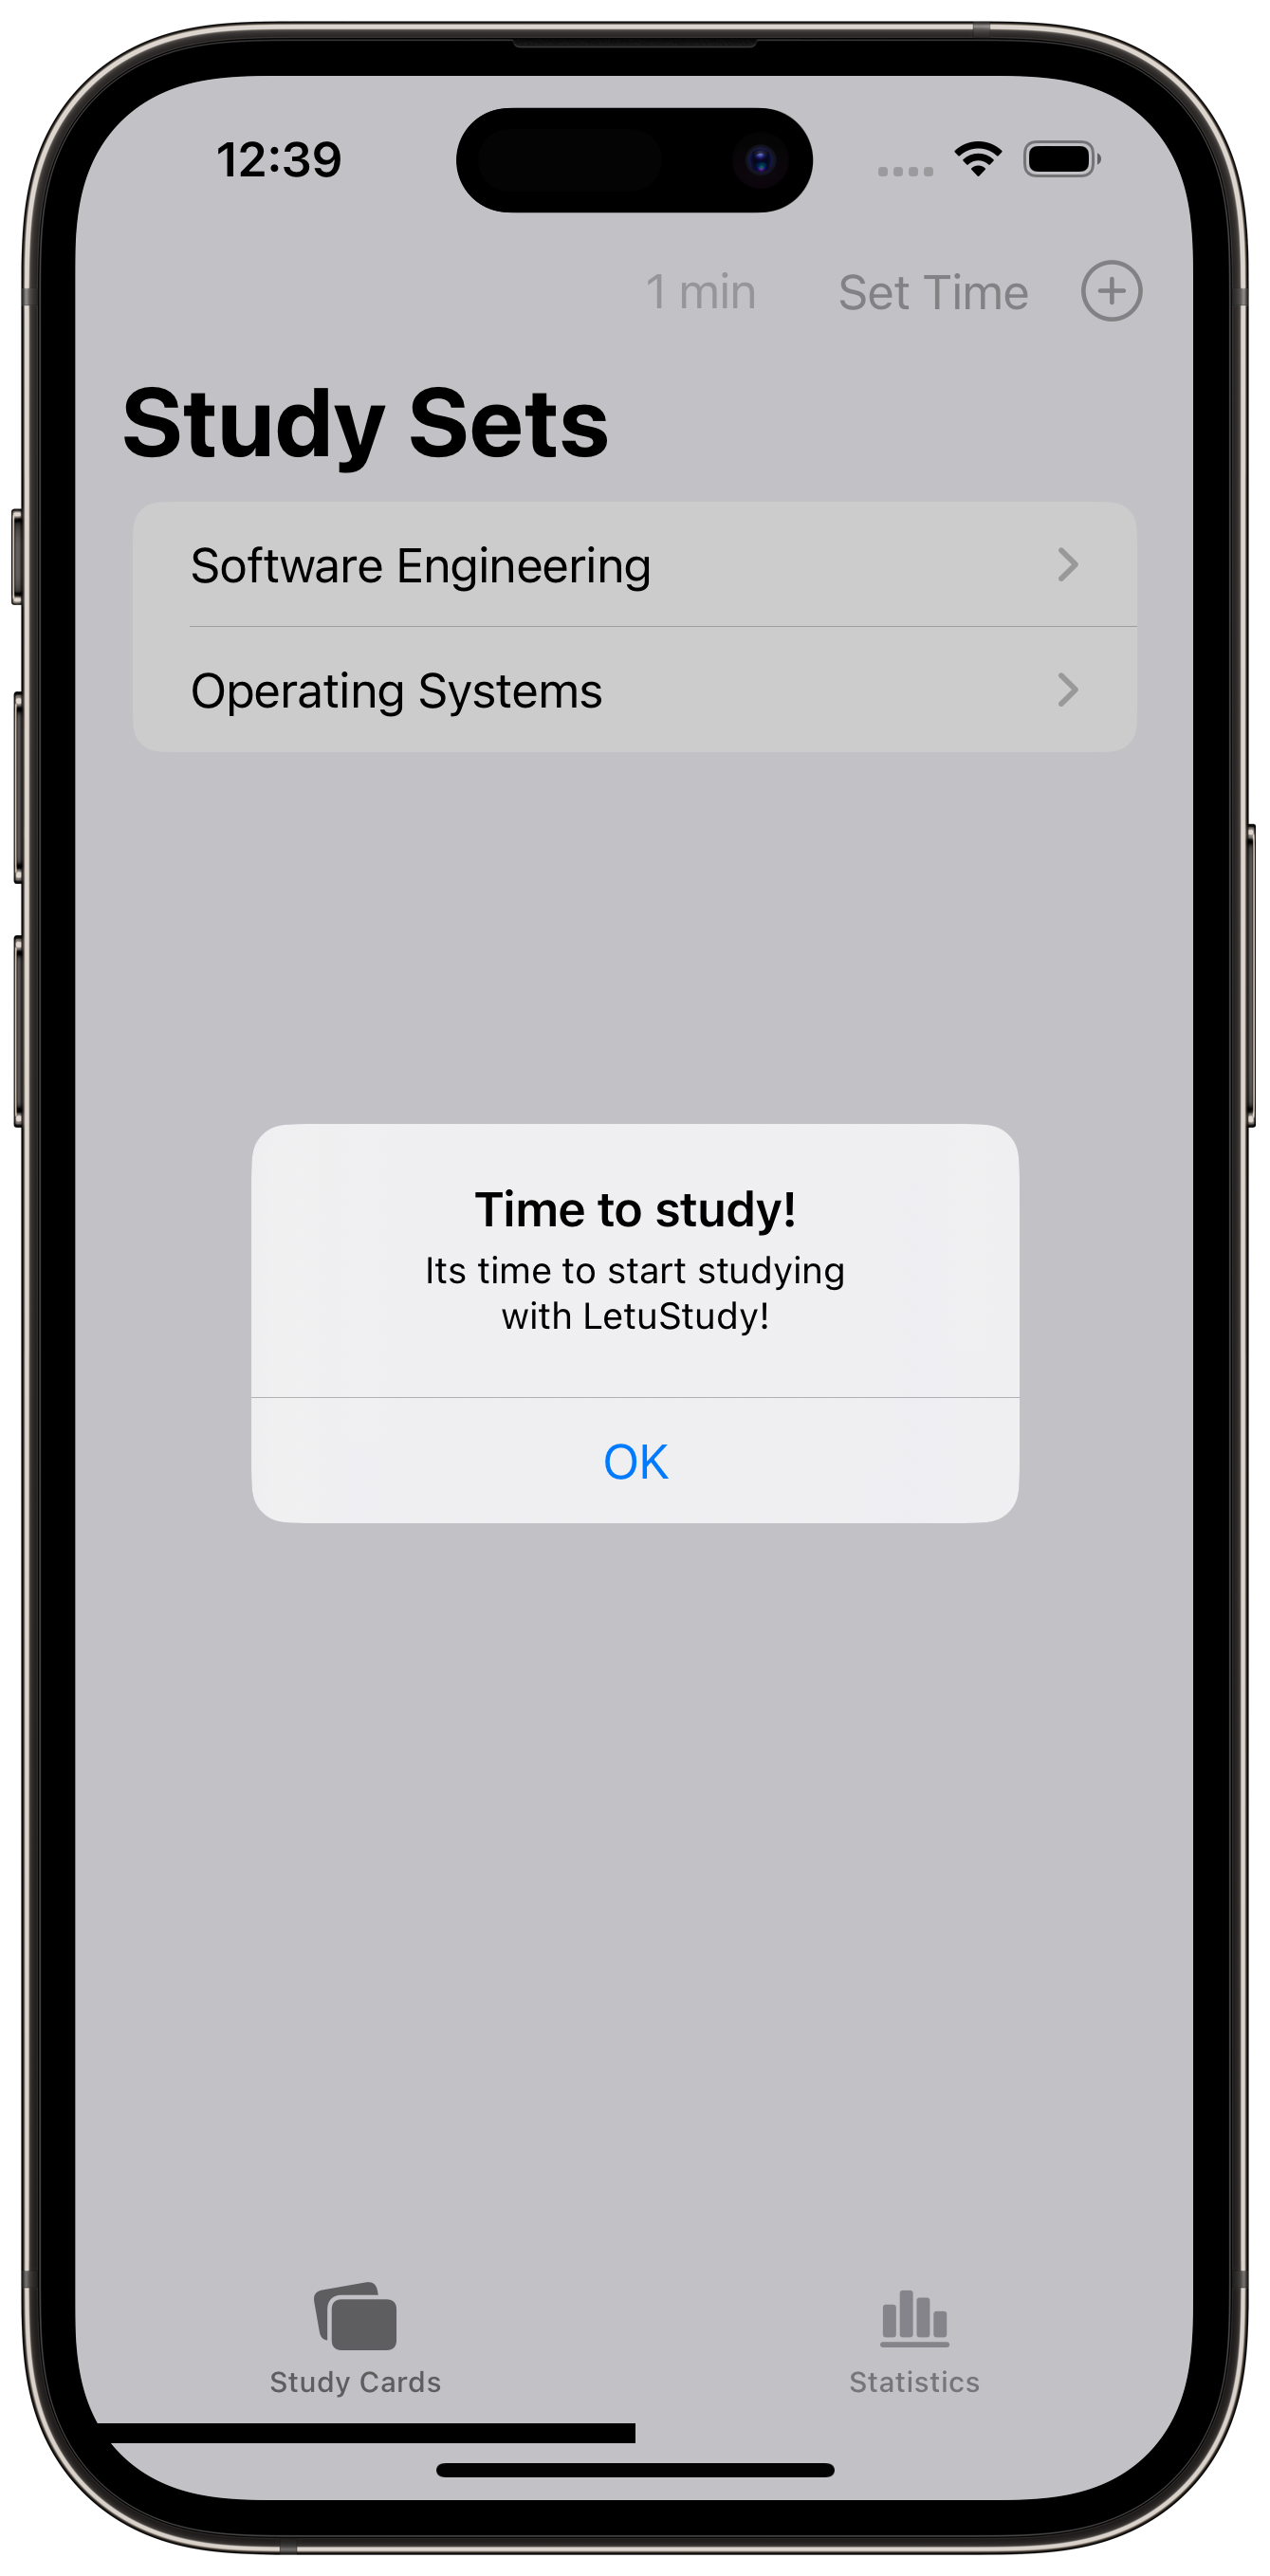 12:39
1 min Set Time
Study Sets
Software Engineering
Operating Systems
Time to study!
Its time to start studying
with LetuStudy!
OK
Study Cards Statistics